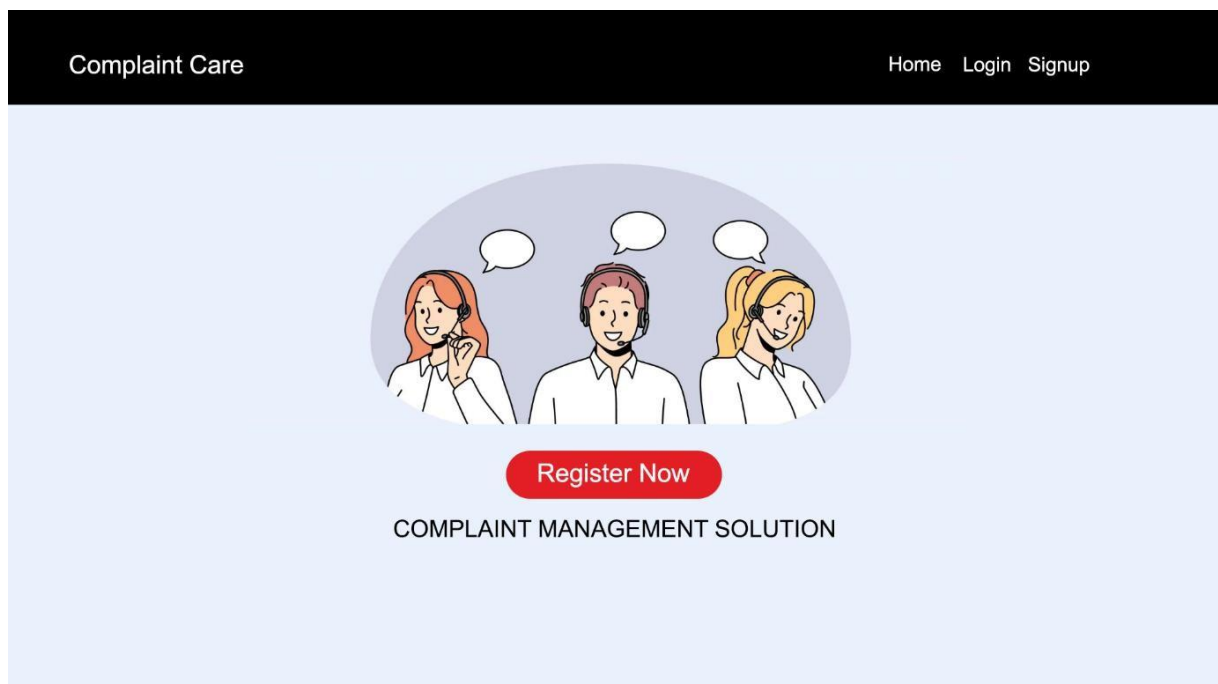 Complaint Care
Home Login Signup
Register Now
COMPLAINT MANAGEMENT SOLUTION